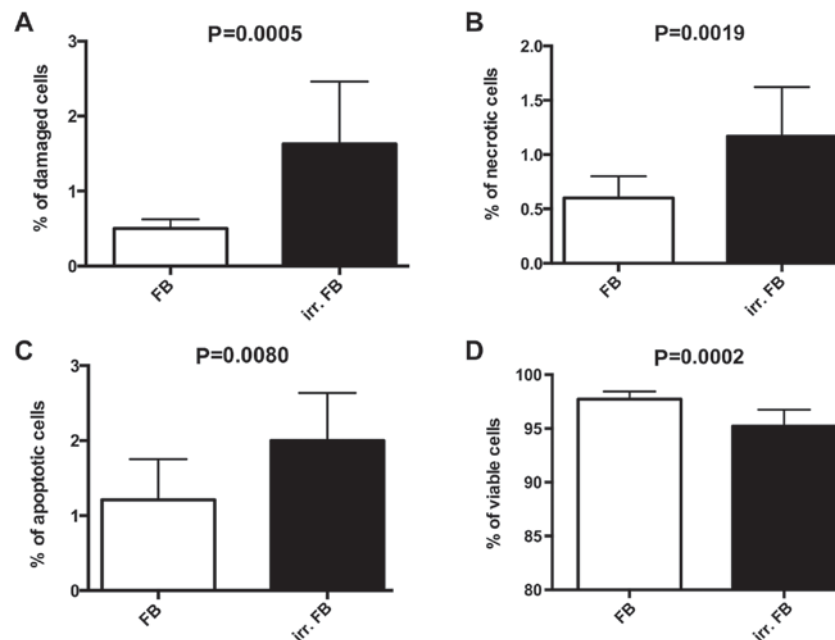 A
P=0.0005
% of damaged cells
3
2
1
0
FB
irr. FB
B
P=0.0019
% of necrotic cells
2.0
1.5
1.0
0.5
0.0
FB
irr. FB
C
P=0.0080
% of apoptotic cells
3
2
1
0
FB
irr. FB
D
P=0.0002
% of viable cells
100
95
90
85
80
FB
irr. FB